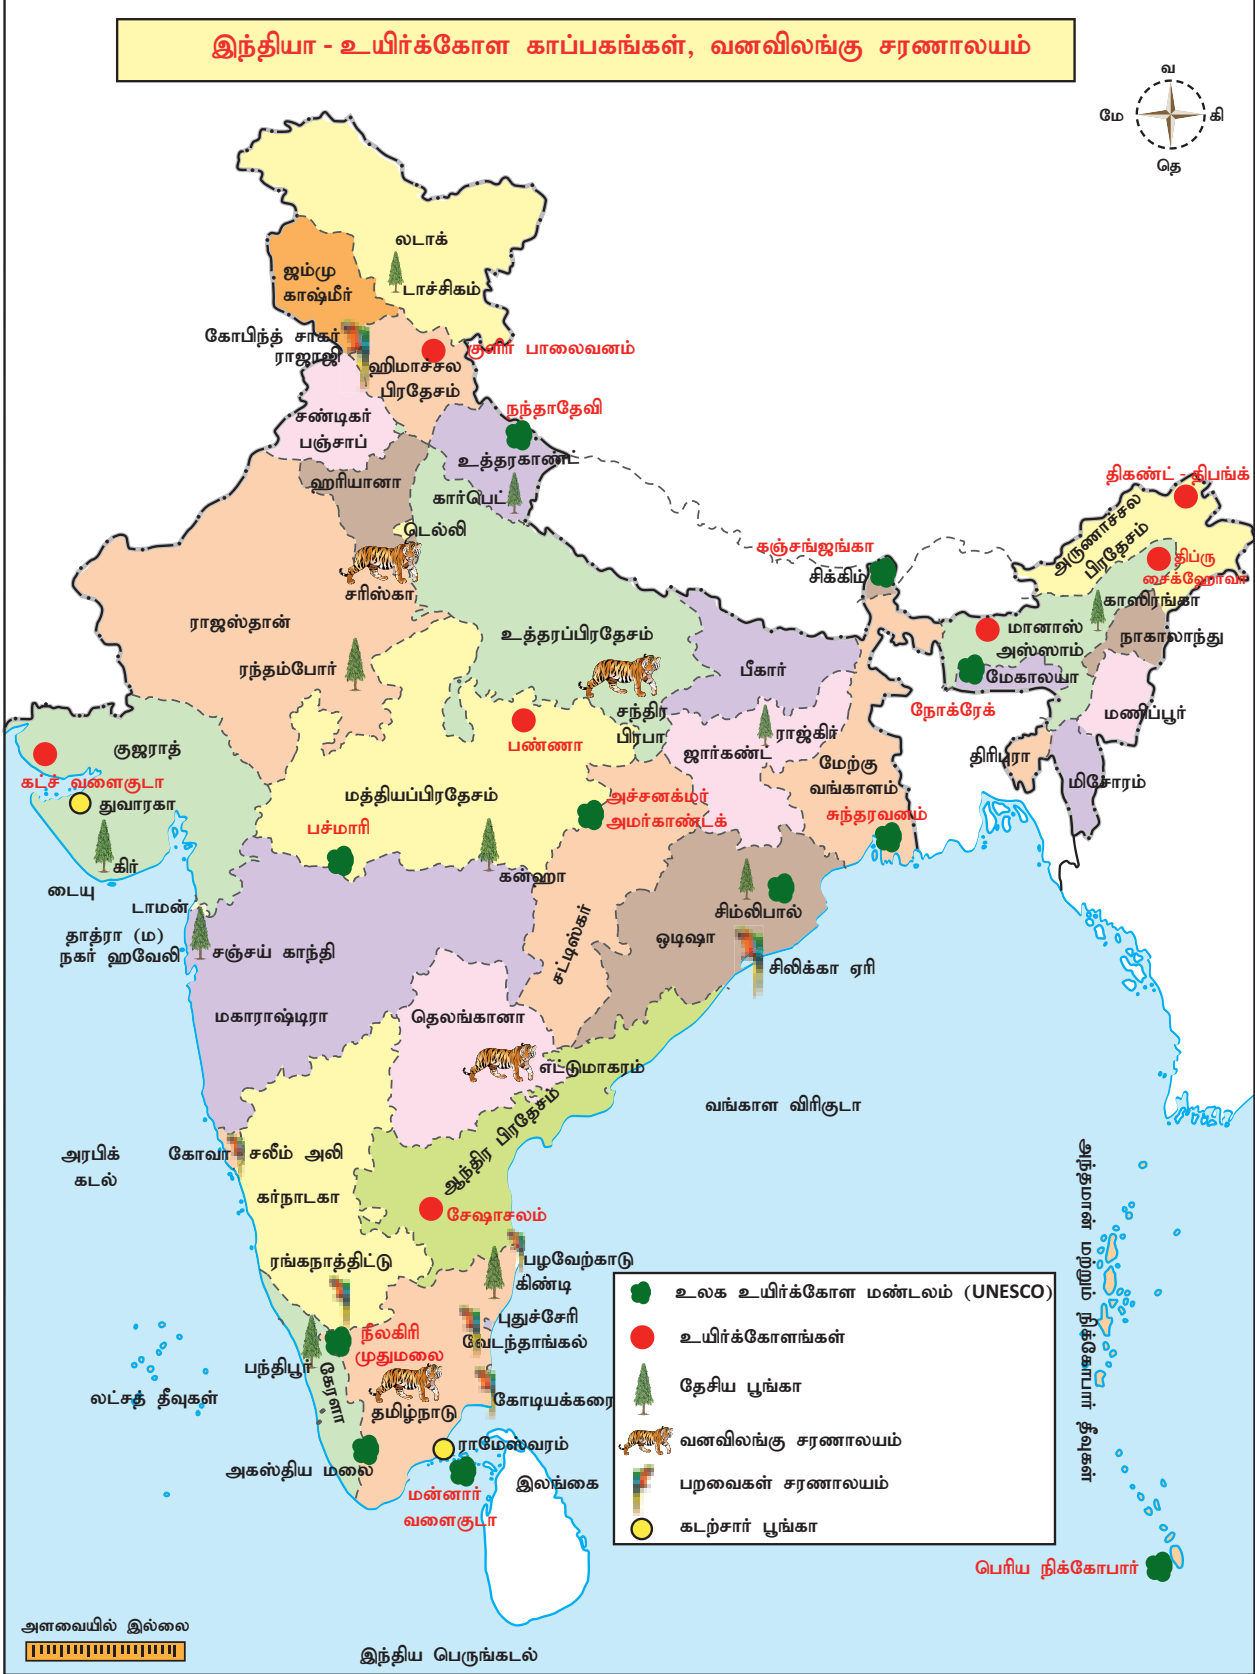 இந்தியா - உயிர்க்கோள காப்பகங்கள், வனவிலங்கு சரணாலயம்
வ
மே
கி
தெ
லடாக்
ஜம்மு
காஷ்மீர்
டாச்சிகம்
கோபிந்த் சாகர்
ராஜாஜி
குளிர் பாலைவனம்
ஹிமாச்சல
பிரதேசம்
நந்தாதேவி
சண்டிகர்
பஞ்சாப்
உத்தரகாண்ட்
ஹரியானா
கார்பெட்
திகண்ட் - திபங்க்
டெல்லி
அருணாச்சல
பிரதேசம்
கஞ்சங்ஜங்கா
சிக்கிம்
திப்ரு
சைக்ஹோவா
சரிஸ்கா
காஸிரங்கா
ராஜஸ்தான்
உத்தரப்பிரதேசம்
மானாஸ்
அஸ்ஸாம்
நாகாலாந்து
ரந்தம்போர்
பீகார்
மேகாலயா
நோக்ரேக்
மணிப்பூர்
சந்திர
பிரபா
பண்ணா
ராஜ்கிர்
குஜராத்
ஜார்கண்ட்
மேற்கு
வங்காளம்
திரிபுரா
கட்ச் வளைகுடா
மிசோரம்
துவாரகா
மத்தியப்பிரதேசம்
அச்சனக்மர்
அமர்காண்டக்
சுந்தரவனம்
பச்மாரி
கிர்
கன்ஹா
டையு
டாமன்
சிம்லிபால்
தாத்ரா (ம)
நகர் ஹவேலி
சஞ்சய் காந்தி
சட்டிஸ்கர்
ஒடிஷா
சிலிக்கா ஏரி
மகாராஷ்டிரா
தெலங்கானா
எட்டுமாகரம்
வங்காள விரிகுடா
ஆந்திர பிரதேசம்
அரபிக்
கடல்
கோவா
சலீம் அலி
கர்நாடகா
சேஷாசலம்
அந்தமான் மற்றும் நிக்கோபார் தீவுகள்
ரங்கநாத்திட்டு
பழவேற்காடு
கிண்டி
புதுச்சேரி
வேடந்தாங்கல்
நீலகிரி
முதுமலை
பந்திபூர்
கேரளா
லட்சத் தீவுகள்
தமிழ்நாடு
கோடியக்கரை
ராமேஸ்வரம்
அகஸ்திய மலை
மன்னார்
வளைகுடா
இலங்கை
உலக உயிர்க்கோள மண்டலம் (UNESCO)
உயிர்க்கோளங்கள்
தேசிய பூங்கா
வனவிலங்கு சரணாலயம்
பறவைகள் சரணாலயம்
கடற்சார் பூங்கா
பெரிய நிக்கோபார்
அளவையில் இல்லை
இந்திய பெருங்கடல்